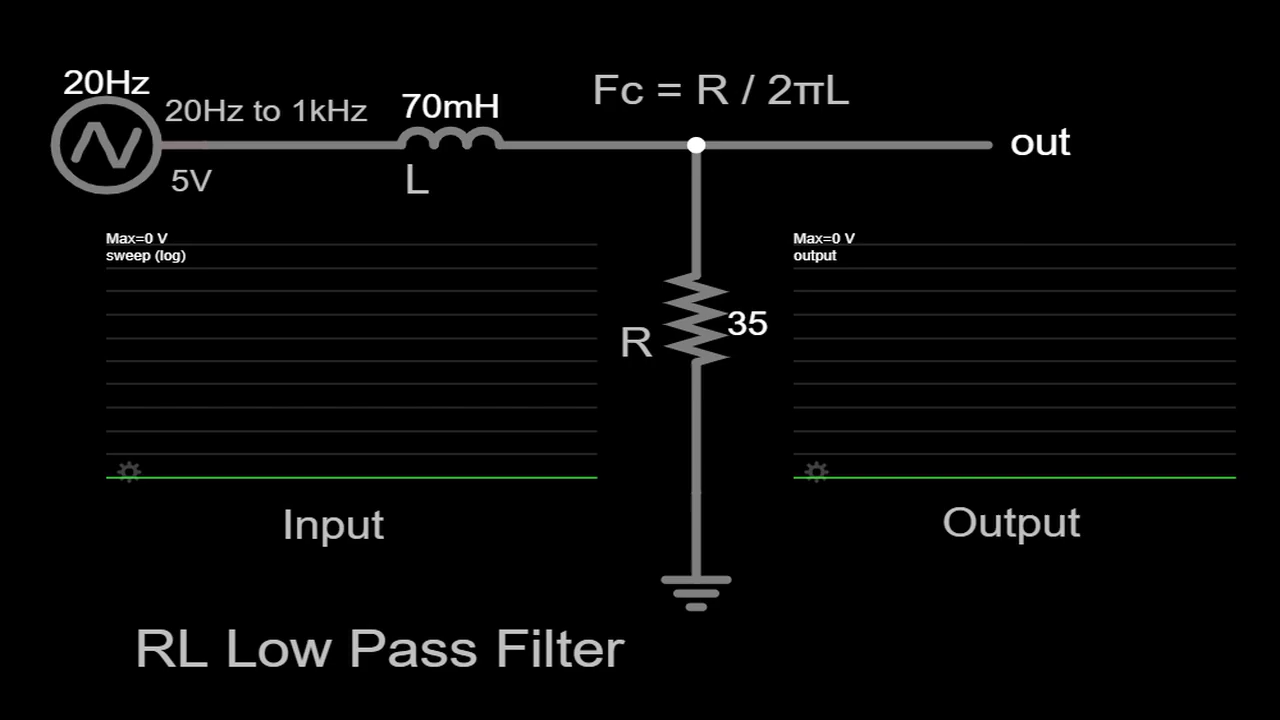 20Hz
20Hz to 1kHz
70mH
Fc = R / 2πL
out
5V
L
Max=0 V
sweep (log)
Max=0 V
output
R
35
Input
Output
RL Low Pass Filter